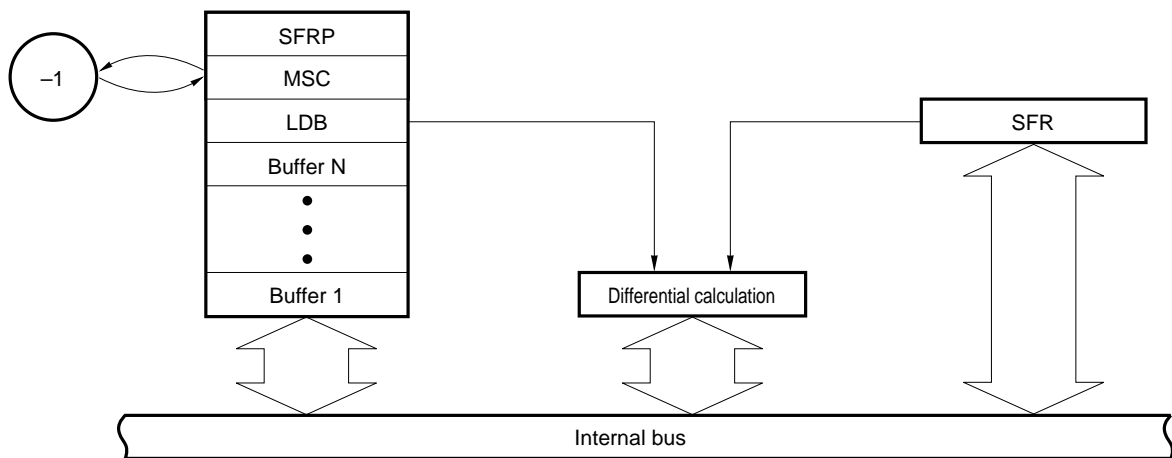 SFRP
–1
MSC
LDB
SFR
Buffer N
Buffer 1
Differential calculation
Internal bus